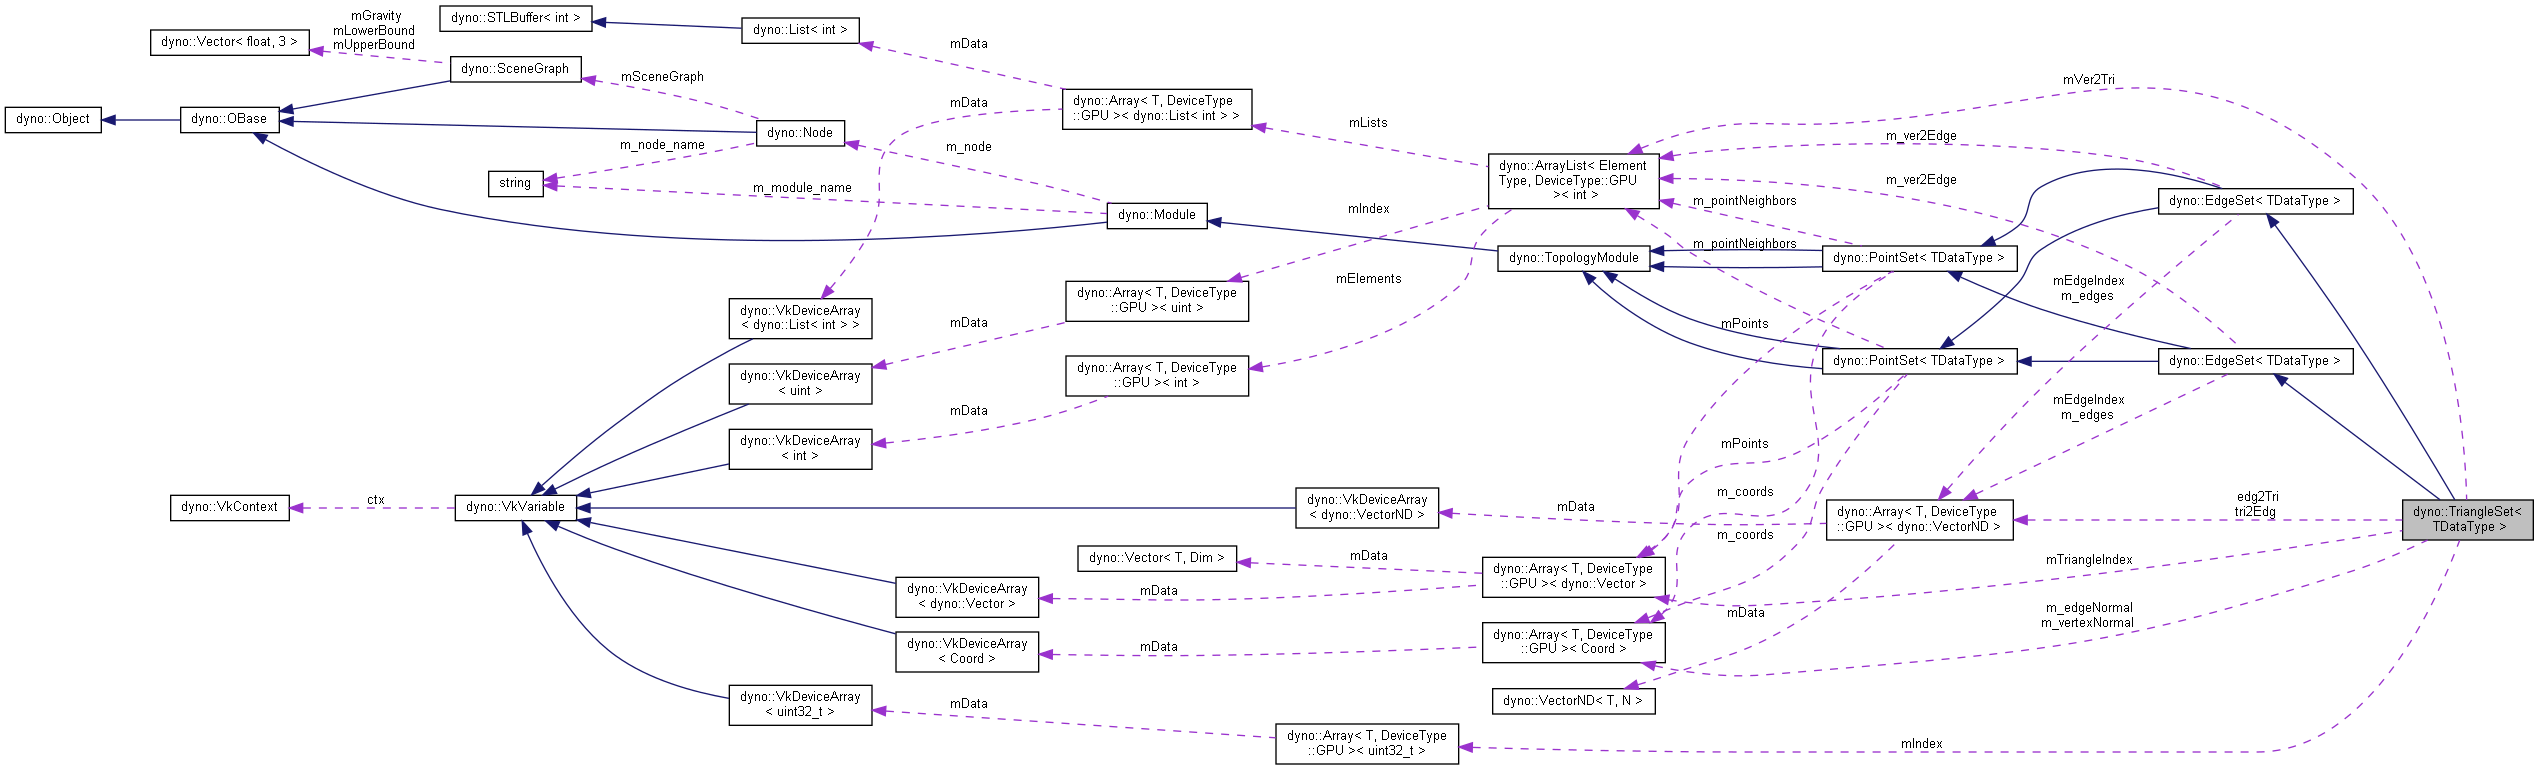 mGravity
mLowerBound
mUpperBound
dyno::STLBuffer< int >
dyno::List< int >
dyno::Vector< float, 3 >
mData
dyno::SceneGraph
mSceneGraph
mVer2Tri
dyno::Object
dyno::OBase
mData
dyno::Array< T, DeviceType
::GPU >< dyno::List< int > >
dyno::Node
mLists
m_node_name
m_node
m_ver2Edge
string
m_module_name
dyno::ArrayList< Element
Type, DeviceType::GPU
>< int >
m_ver2Edge
dyno::Module
mIndex
m_pointNeighbors
dyno::EdgeSet< TDataType >
m_pointNeighbors
dyno::TopologyModule
dyno::PointSet< TDataType >
mElements
mEdgeIndex
m_edges
dyno::Array< T, DeviceType
::GPU >< uint >
dyno::VkDeviceArray
< dyno::List< int > >
mData
mPoints
dyno::VkDeviceArray
< uint >
dyno::Array< T, DeviceType
::GPU >< int >
dyno::PointSet< TDataType >
dyno::EdgeSet< TDataType >
mData
mEdgeIndex
m_edges
dyno::VkDeviceArray
< int >
mPoints
dyno::VkContext
ctx
dyno::VkVariable
dyno::VkDeviceArray
< dyno::VectorND >
mData
m_coords
dyno::Array< T, DeviceType
::GPU >< dyno::VectorND >
edg2Tri
tri2Edg
dyno::TriangleSet<
TDataType >
m_coords
dyno::Vector< T, Dim >
mData
dyno::Array< T, DeviceType
::GPU >< dyno::Vector >
mTriangleIndex
dyno::VkDeviceArray
< dyno::Vector >
mData
mData
m_edgeNormal
m_vertexNormal
dyno::VkDeviceArray
< Coord >
mData
dyno::Array< T, DeviceType
::GPU >< Coord >
dyno::VkDeviceArray
< uint32_t >
mData
dyno::VectorND< T, N >
dyno::Array< T, DeviceType
::GPU >< uint32_t >
mIndex